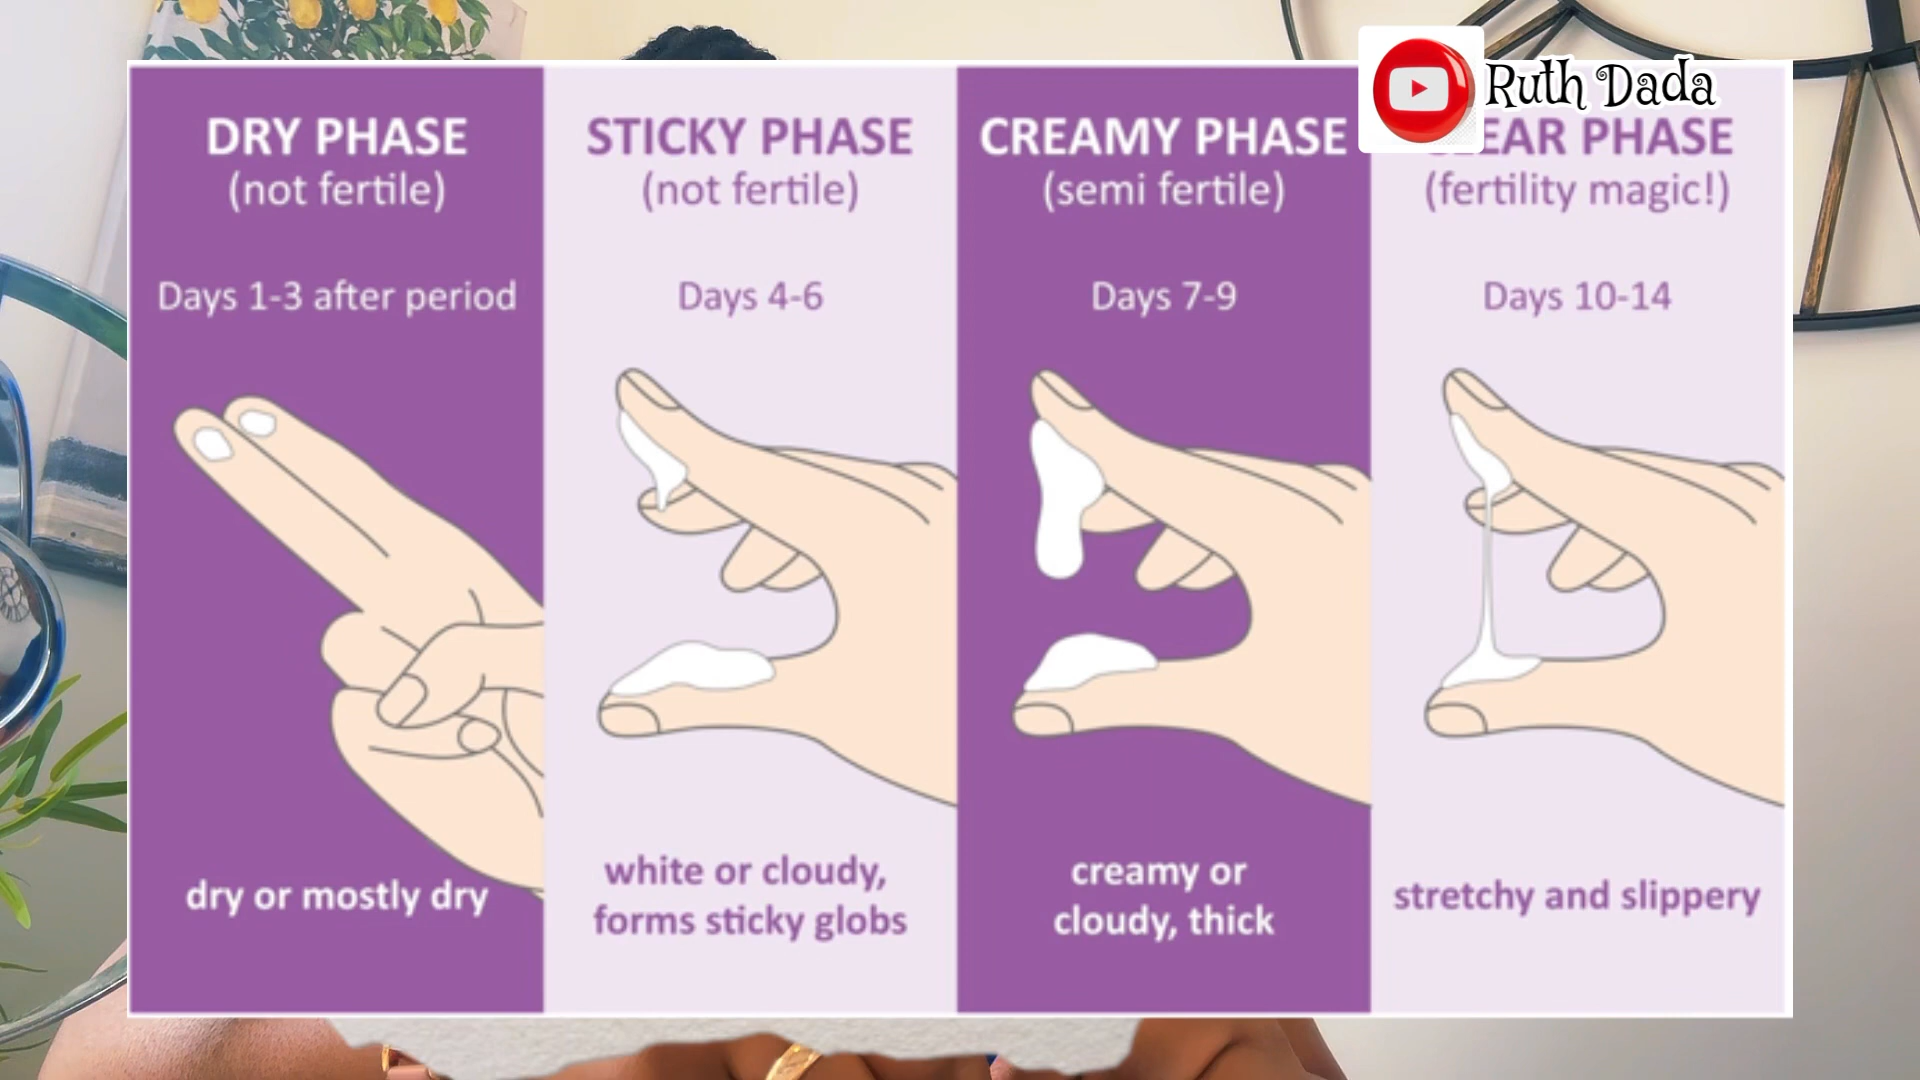 Ruth Dada
DRY PHASE
(not fertile)
Days 1-3 after period
dry or mostly dry
STICKY PHASE
(not fertile)
Days 4-6
white or cloudy,
forms sticky globs
CREAMY PHASE
(semi fertile)
Days 7-9
creamy or
cloudy, thick
PHASE
(fertility magic!)
Days 10-14
stretchy and slippery